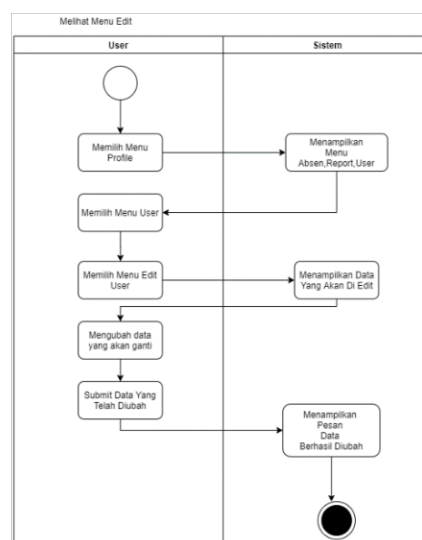 Melihat Menu Edit
User
Sistem
Memilih Menu
Profile
Menampilkan
Menu
Absen,Report,User
Memilih Menu User
Memilih Menu Edit
User
Menampilkan Data
Yang Akan Di Edit
Mengubah data
yang akan ganti
Submit Data Yang
Telah Diubah
Menampilkan
Pesan
Data
Berhasil Diubah